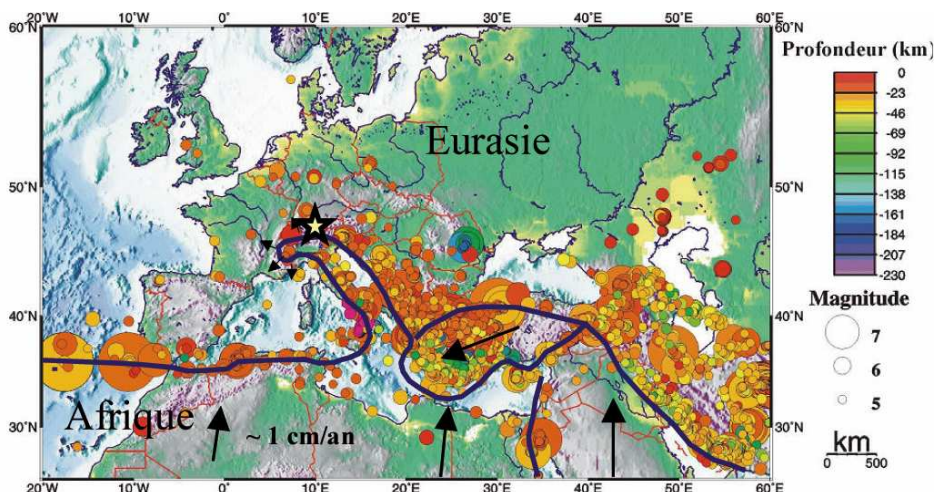 20°W 10°W 0° 10°E 20°E 30°E 40°E 50°E 60°E
60°N 60°N
Profondeur (km)
0
-23
-46
-69
-92
-115
-138
-161
-184
-207
-230
Eurasie
50°N 50°N
Magnitude
7
6
5
40°N 40°N
Afrique
~ 1 cm/an
30°N 30°N
km
0 500
20°W 10°W 0° 10°E 20°E 30°E 40°E 50°E 60°E